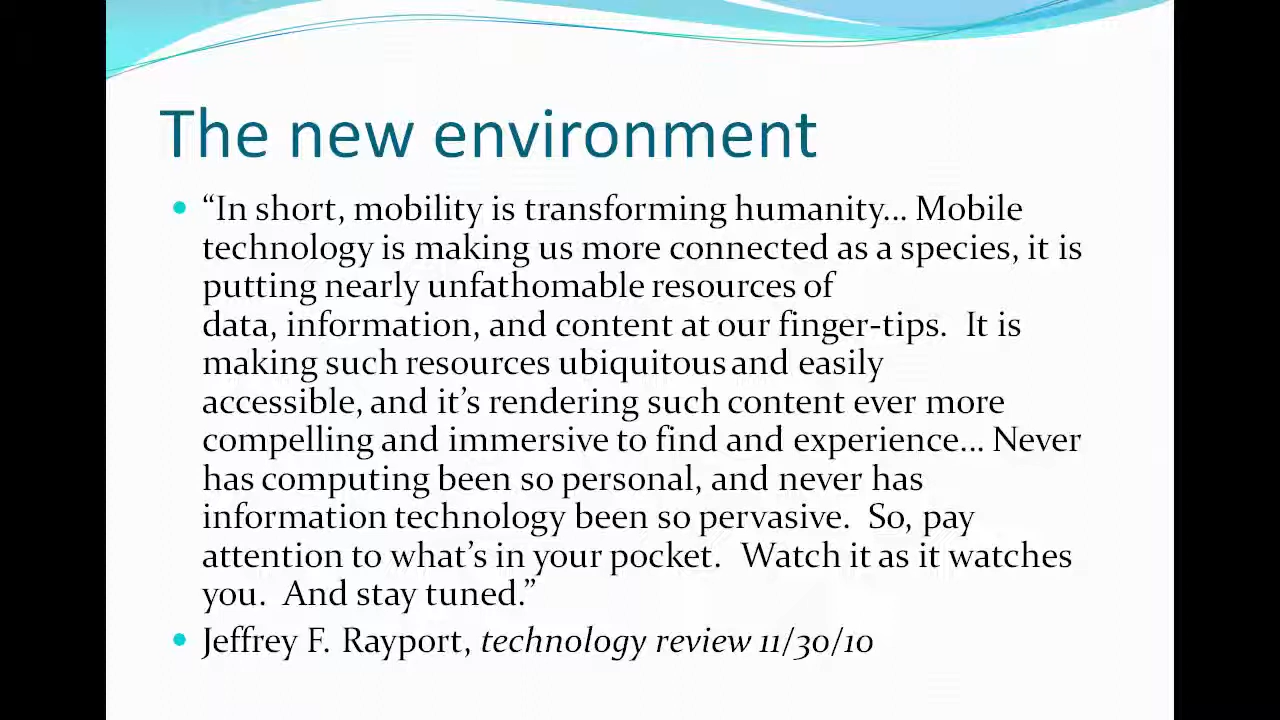 The new environment
• “In short, mobility is transforming humanity... Mobile
technology is making us more connected as a species, it is
putting nearly unfathomable resources of
data, information, and content at our finger-tips.  It is
making such resources ubiquitous and easily
accessible, and it’s rendering such content ever more
compelling and immersive to find and experience... Never
has computing been so personal, and never has
information technology been so pervasive.  So, pay
attention to what’s in your pocket.  Watch it as it watches
you.  And stay tuned.”
• Jeffrey F. Rayport, technology review 11/30/10